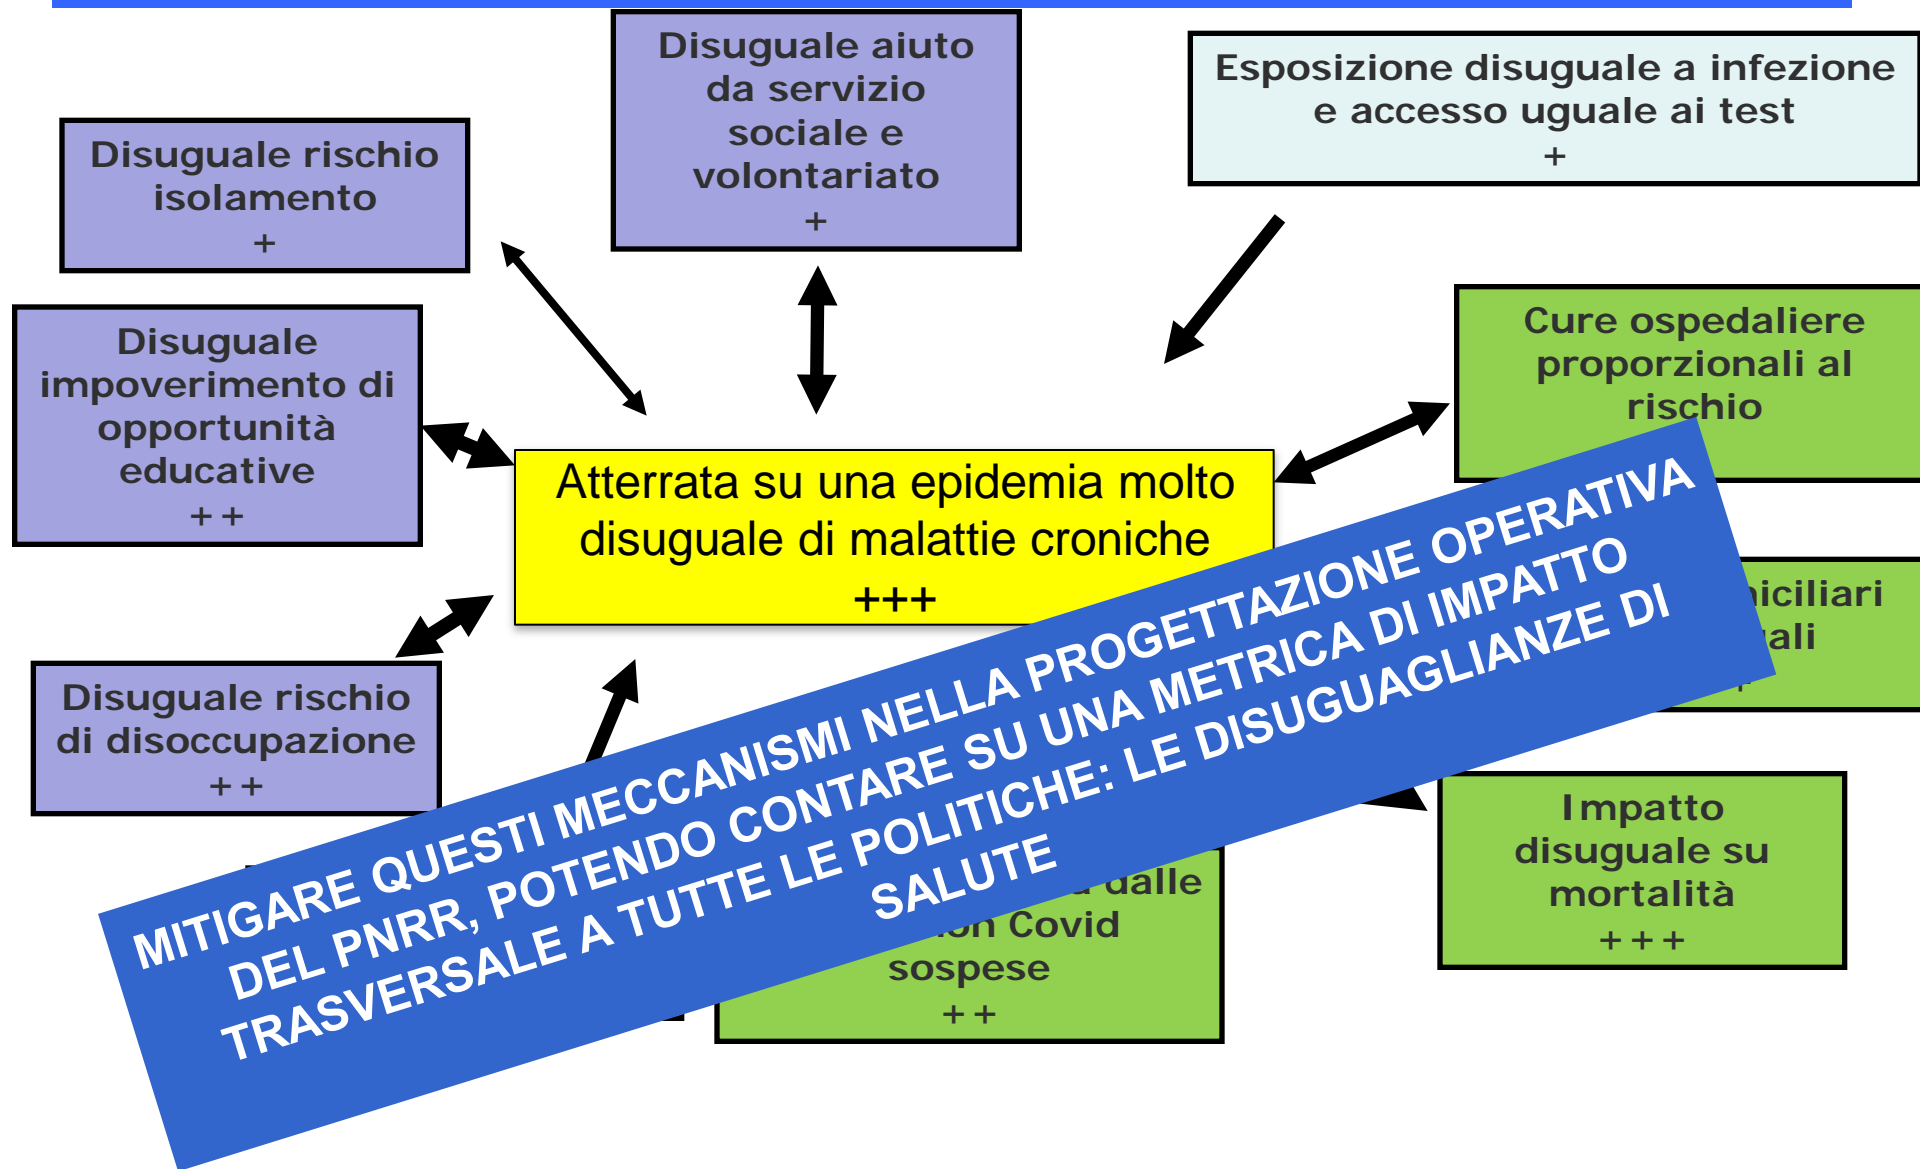 Disuguale aiuto
da servizio
sociale e
volontariato
+
Esposizione disuguale a infezione
e accesso uguale ai test
+
Disuguale rischio
isolamento
+
Disuguale
impoverimento di
opportunità
educative
++
Cure ospedaliere
proporzionali al
rischio
Atterrata su una epidemia molto
disuguale di malattie croniche
+++
Disuguale rischio
di disoccupazione
++
Impatto
disuguale su
mortalità
+++
dalle
Covid
sospese
++
MITIGARE QUESTI MECCANISMI NELLA PROGETTAZIONE OPERATIVA
DEL PNRR, POTENDO CONTARE SU UNA METRICA DI IMPATTO
TRASVERSALE A TUTTE LE POLITICHE: LE DISUGUAGLIANZE DI
SALUTE